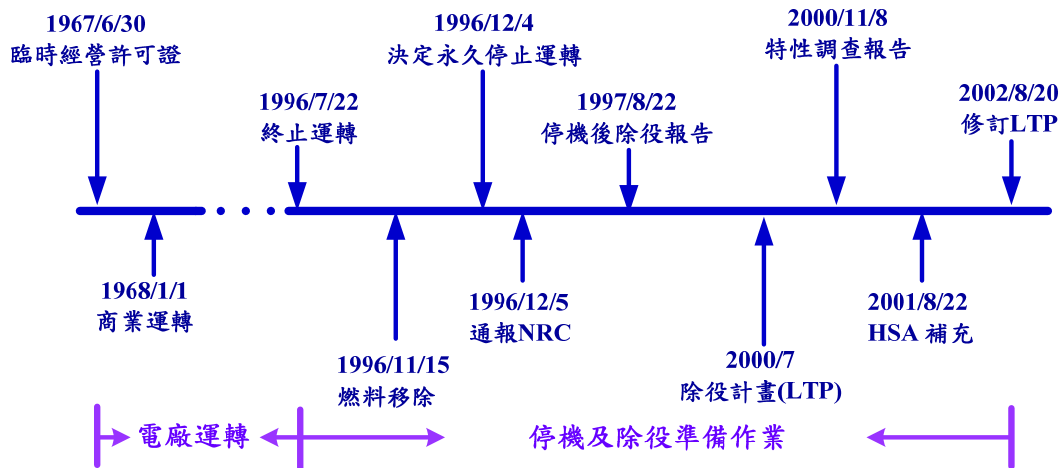 1967/6/30
臨時經營許可證
1996/7/22
終止運轉
1996/12/4
決定永久停止運轉
1997/8/22
停機後除役報告
2000/11/8
特性調查報告
2002/8/20
修訂LTP
1968/1/1
商業運轉
1996/11/15
燃料移除
1996/12/5
通報NRC
2000/7
除役計畫(LTP)
2001/8/22
HSA 補充
電廠運轉
停機及除役準備作業